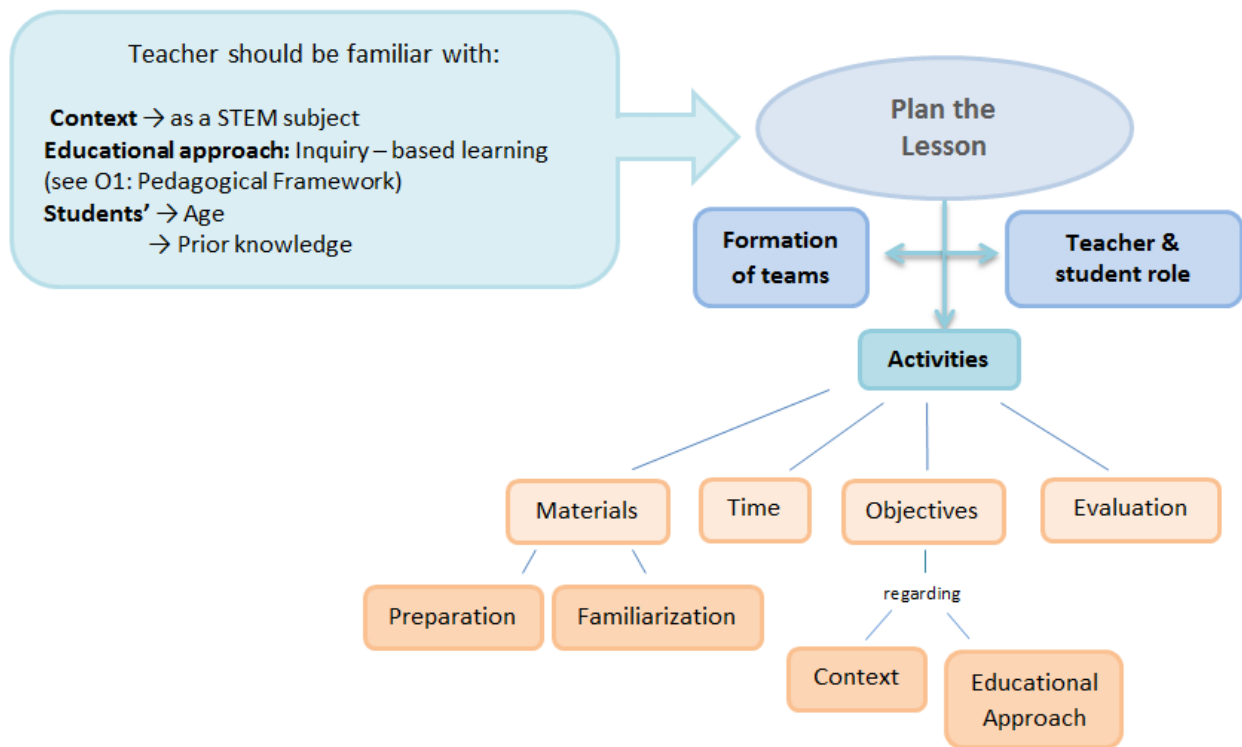 Teacher should be familiar with:
Context → as a STEM subject
Educational approach: Inquiry – based learning
(see O1: Pedagogical Framework)
Students’ → Age
→ Prior knowledge
Plan the
Lesson
Formation
of teams
Teacher &
student role
Activities
Materials
Time
Objectives
Evaluation
Preparation
Familiarization
regarding
Context
Educational
Approach